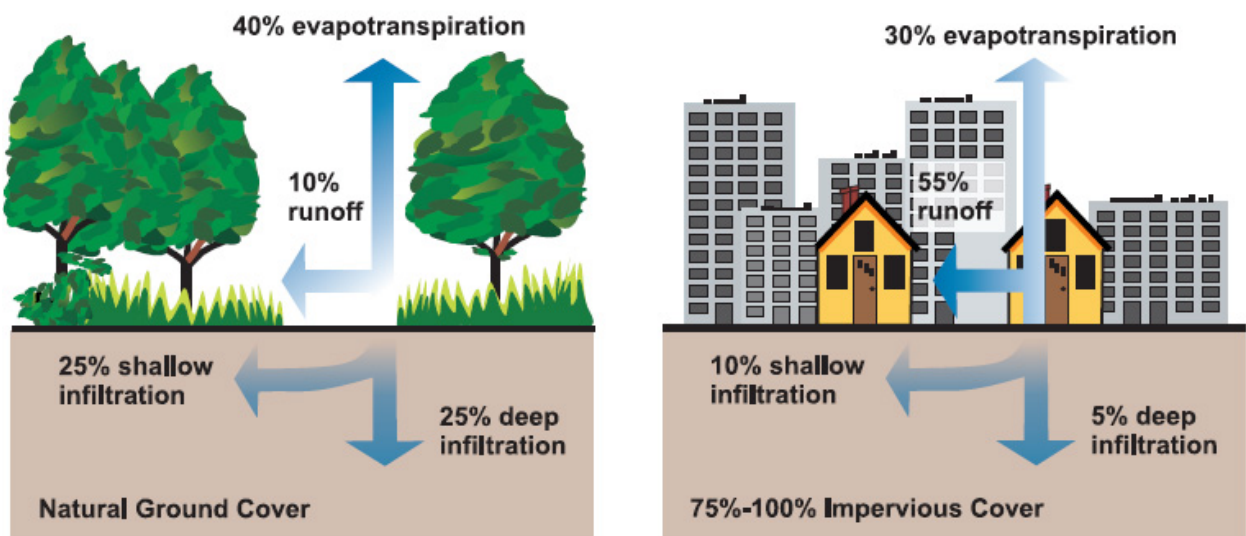 40% evapotranspiration
10%
runoff
25% shallow
infiltration
25% deep
infiltration
Natural Ground Cover
30% evapotranspiration
55%
runoff
10% shallow
infiltration
5% deep
infiltration
75%-100% Impervious Cover